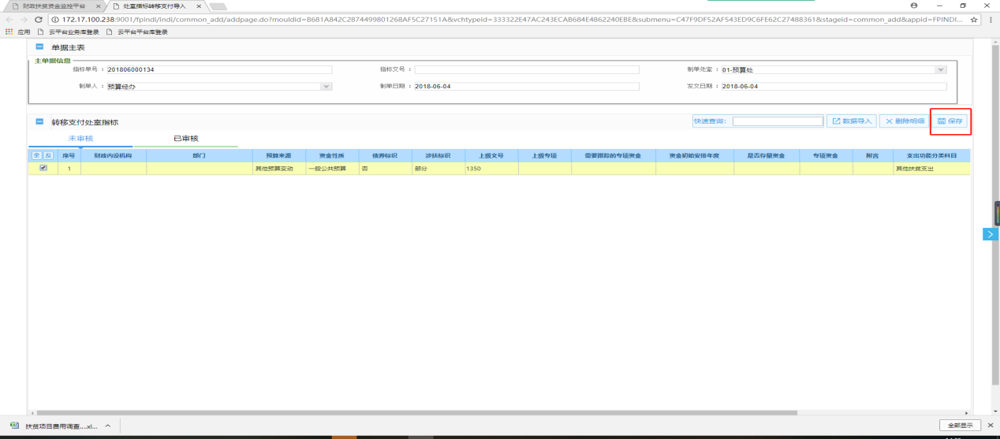 财政扶贫资金监控平台 × 处室指标转移支付导入 ×
172.17.100.238:9001/fpindi/indi/common_add/addpage.do?mouldid=B681A842C2874499801268AF5C27151A&vchtypeid=333322E47AC243ECAB684E4862240EBE&submenu=C47F9DF52AF543ED9C6FE62C27488361&stageid=common_add&appid=FPINDI...
应用 云平台业务库登录 云平台平台库登录
单据主表
主单据信息
指标单号 : 201806000134 指标文号 : 制单处室 : 01-预算处
制单人 : 预算经办 制单日期 : 2018-06-04 发文日期 : 2018-06-04
转移支付处室指标 快速查询: 数据导入 删除明细 保存
未审核 已审核
全 反 序号 财政内设机构 部门 预算来源 资金性质 债券标识 涉扶标识 上级文号 上级专项 需要跟踪的专项资金 资金初始安排年度 是否存量资金 专项资金 附言 支出功能分类科目
1 其他预算变动 一般公共预算 否 部分 1350 其他扶贫支出
扶贫项目费用调查....xl... 全部显示 ×